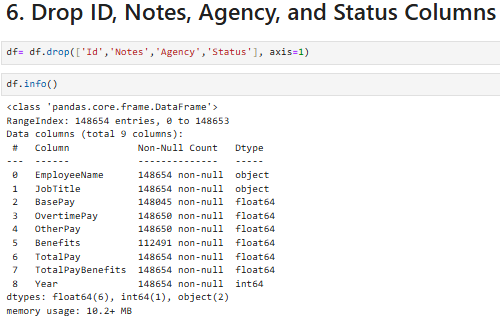 6. Drop ID, Notes, Agency, and Status Columns
df= df.drop(['Id','Notes','Agency','Status'], axis=1)
df.info()
<class 'pandas.core.frame.DataFrame'>
RangeIndex: 148654 entries, 0 to 148653
Data columns (total 9 columns):
 #   Column            Non-Null Count   Dtype
---  ------            --------------   -----
 0   EmployeeName      148654 non-null  object
 1   JobTitle          148654 non-null  object
 2   BasePay           148045 non-null  float64
 3   OvertimePay       148650 non-null  float64
 4   OtherPay          148650 non-null  float64
 5   Benefits          112491 non-null  float64
 6   TotalPay          148654 non-null  float64
 7   TotalPayBenefits  148654 non-null  float64
 8   Year              148654 non-null  int64
dtypes: float64(6), int64(1), object(2)
memory usage: 10.2+ MB